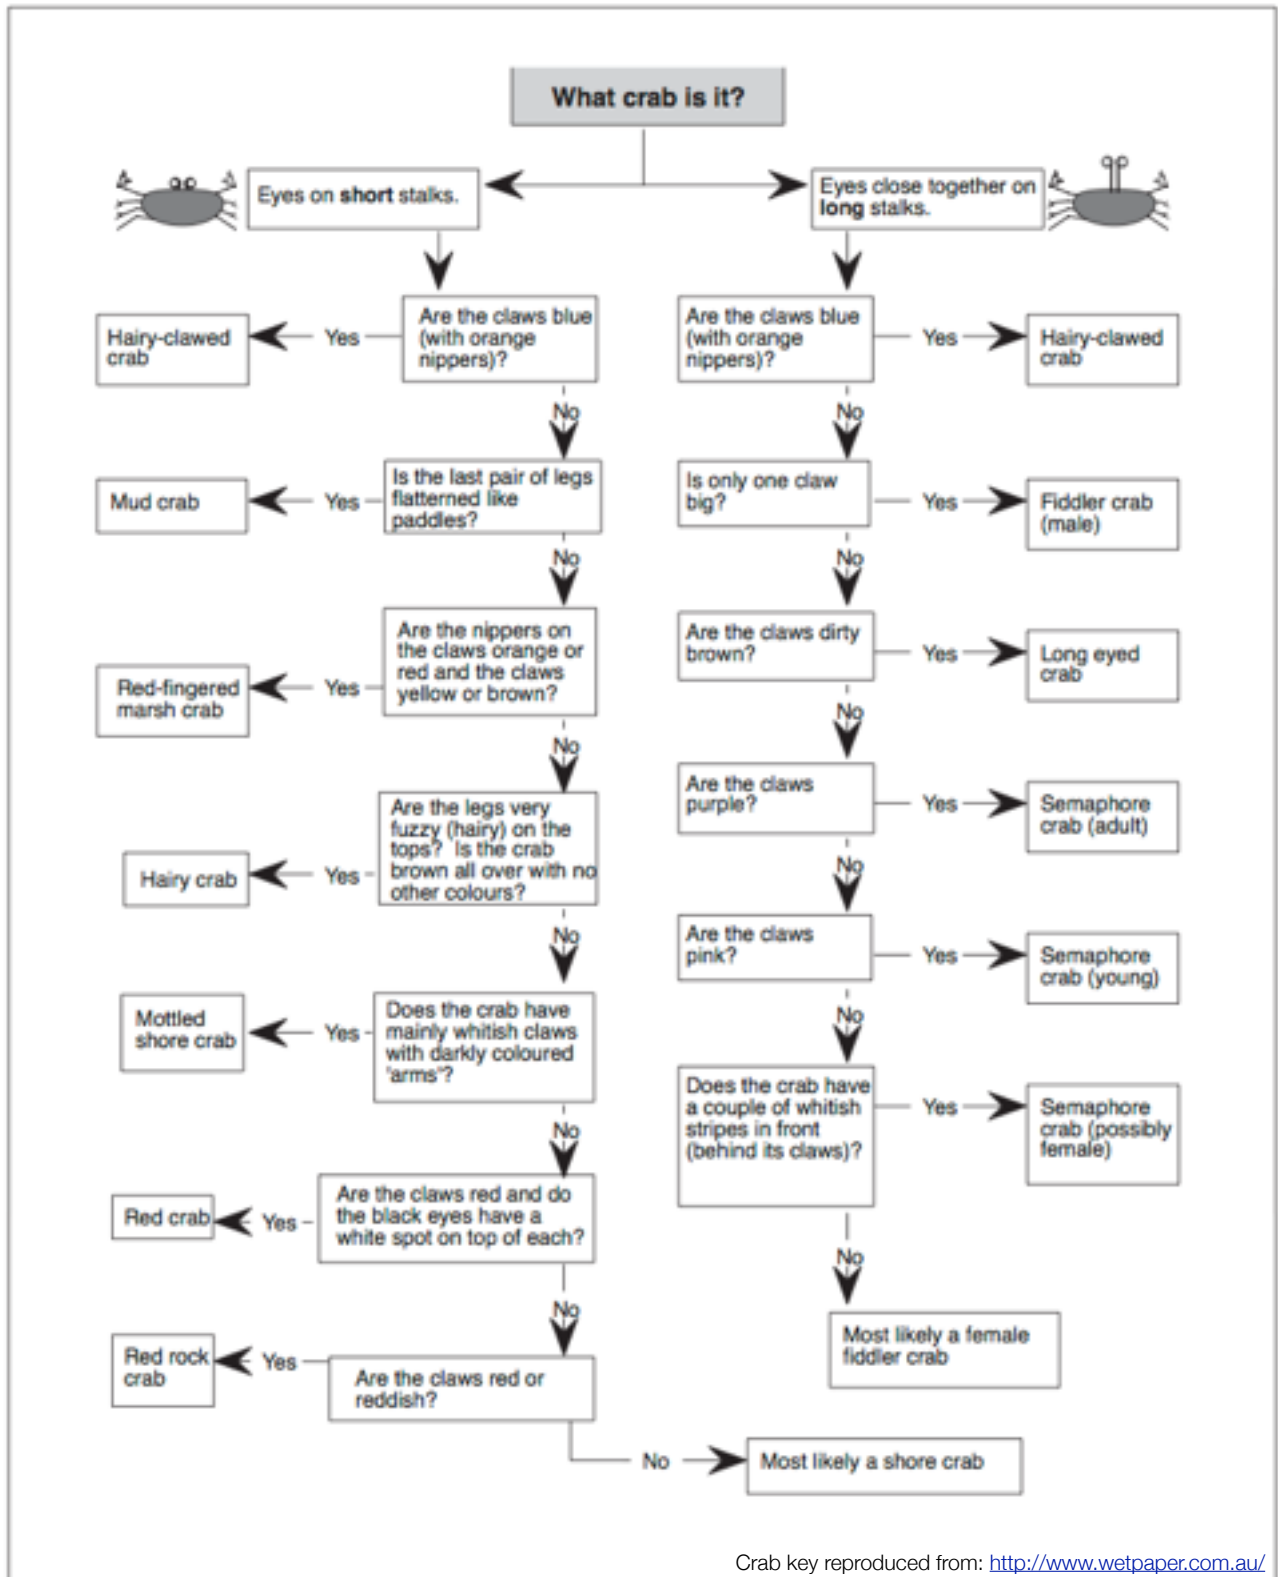 What crab is it?
Eyes on short stalks.
Eyes close together on
long stalks.
Are the claws blue
(with orange
nippers)?
Yes
Hairy-clawed
crab
No
Is the last pair of legs
flatterned like
paddles?
Yes
Mud crab
No
Are the nippers on
the claws orange or
red and the claws
yellow or brown?
Yes
Red-fingered
marsh crab
No
Are the legs very
fuzzy (hairy) on the
tops? Is the crab
brown all over with no
other colours?
Yes
Hairy crab
No
Does the crab have
mainly whitish claws
with darkly coloured
"arms"?
Yes
Mottled
shore crab
No
Are the claws red and do
the black eyes have a
white spot on top of each?
Yes
Red crab
No
Are the claws red or
reddish?
Yes
Red rock
crab
No
Most likely a shore crab
Are the claws blue
(with orange
nippers)?
Yes
Hairy-clawed
crab
No
Is only one claw
big?
Yes
Fiddler crab
(male)
No
Are the claws dirty
brown?
Yes
Long eyed
crab
No
Are the claws
purple?
Yes
Semaphore
crab (adult)
No
Are the claws
pink?
Yes
Semaphore
crab (young)
No
Does the crab have
a couple of whitish
stripes in front
(behind its claws)?
Yes
Semaphore
crab (possibly
female)
No
Most likely a female
fiddler crab
Crab key reproduced from: http://www.wetpaper.com.au/